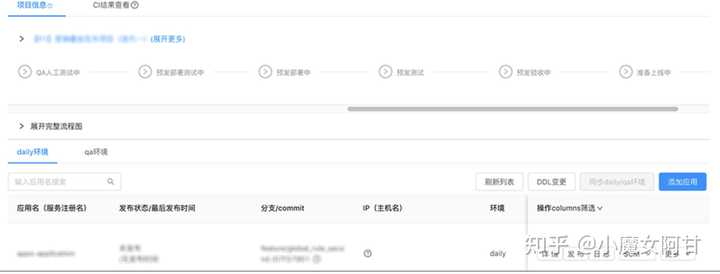 项目信息 CI结果查看
(展开更多)
QA人工测试中 预发部署测试中 预发部署中 预发测试 预发验收中 准备上线中
展开完整流程图
daily环境 qa环境
输入应用名搜索 刷新列表 DDL变更 同步daily/qa环境 添加应用
应用名（服务注册名） 发布状态/最后发布时间 分支/commit IP（主机名） 环境 操作columns筛选
daily 详情 发布 日志 更多
知乎 @小魔女阿甘